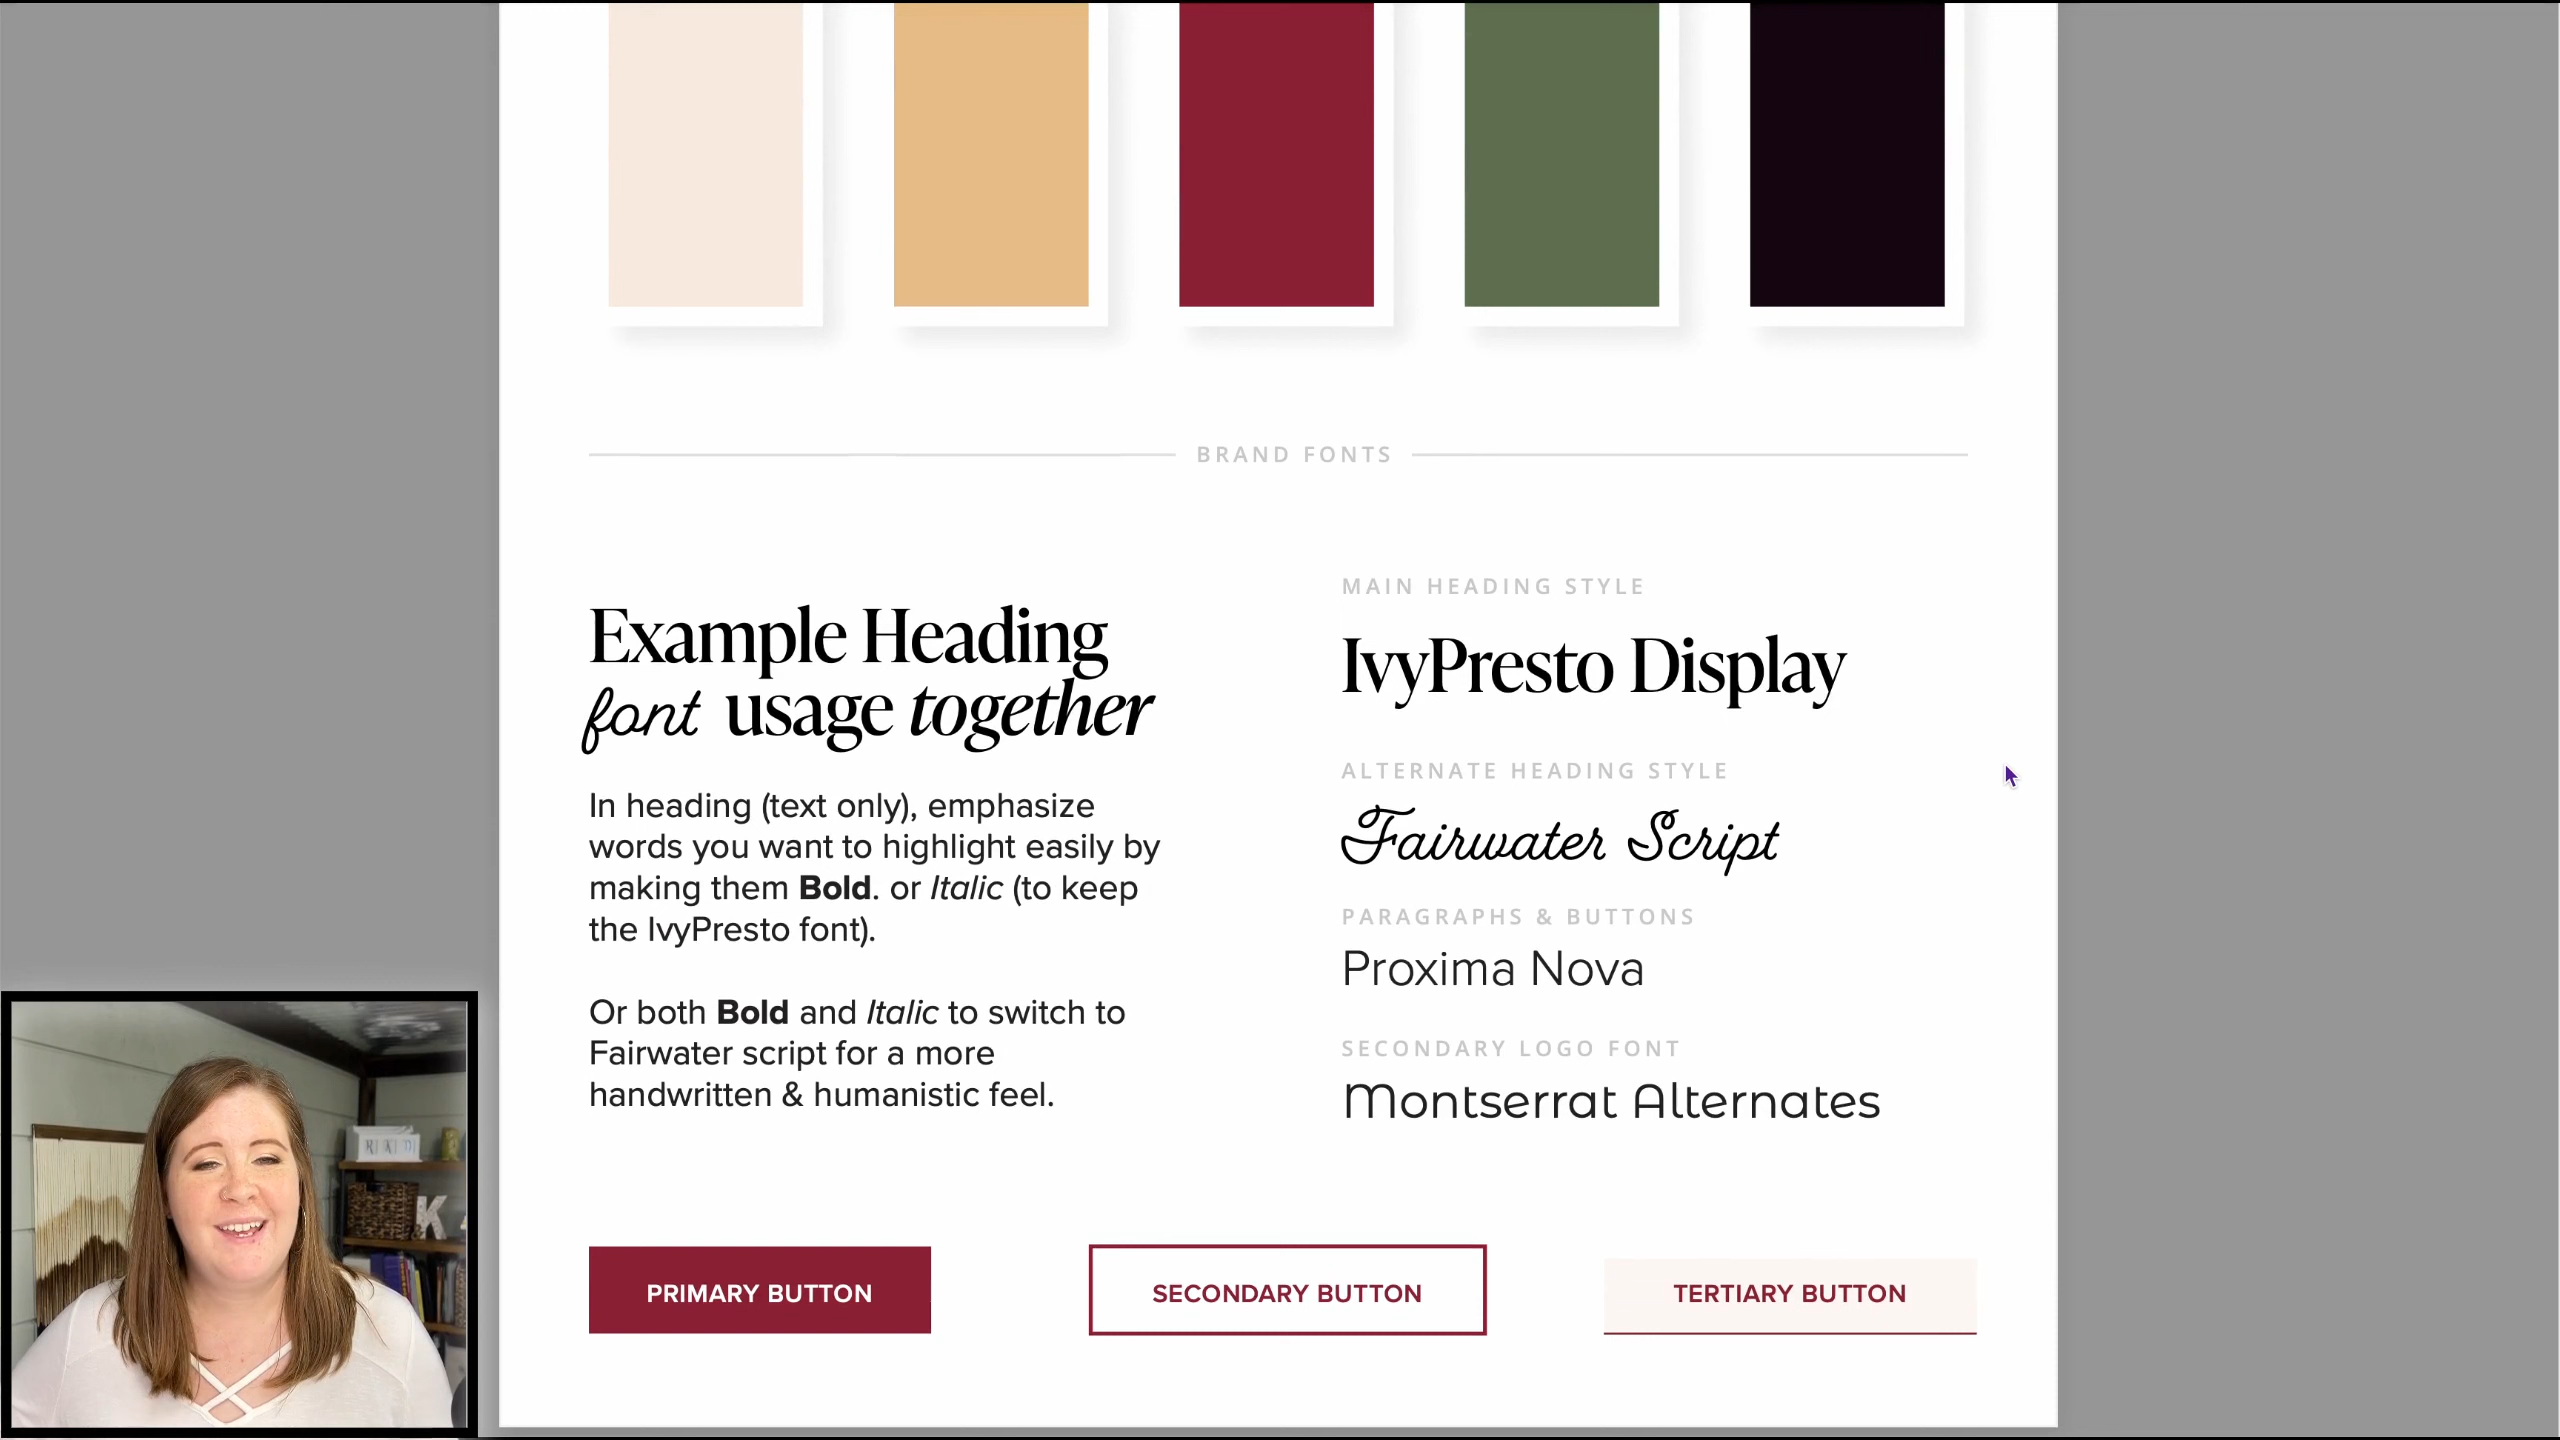 BRAND FONTS
Example Heading
font usage together
In heading (text only), emphasize
words you want to highlight easily by
making them Bold. or Italic (to keep
the IvyPresto font).
Or both Bold and Italic to switch to
Fairwater script for a more
handwritten & humanistic feel.
MAIN HEADING STYLE
IvyPresto Display
ALTERNATE HEADING STYLE
Fairwater Script
PARAGRAPHS & BUTTONS
Proxima Nova
SECONDARY LOGO FONT
Montserrat Alternates
PRIMARY BUTTON
SECONDARY BUTTON
TERTIARY BUTTON
K